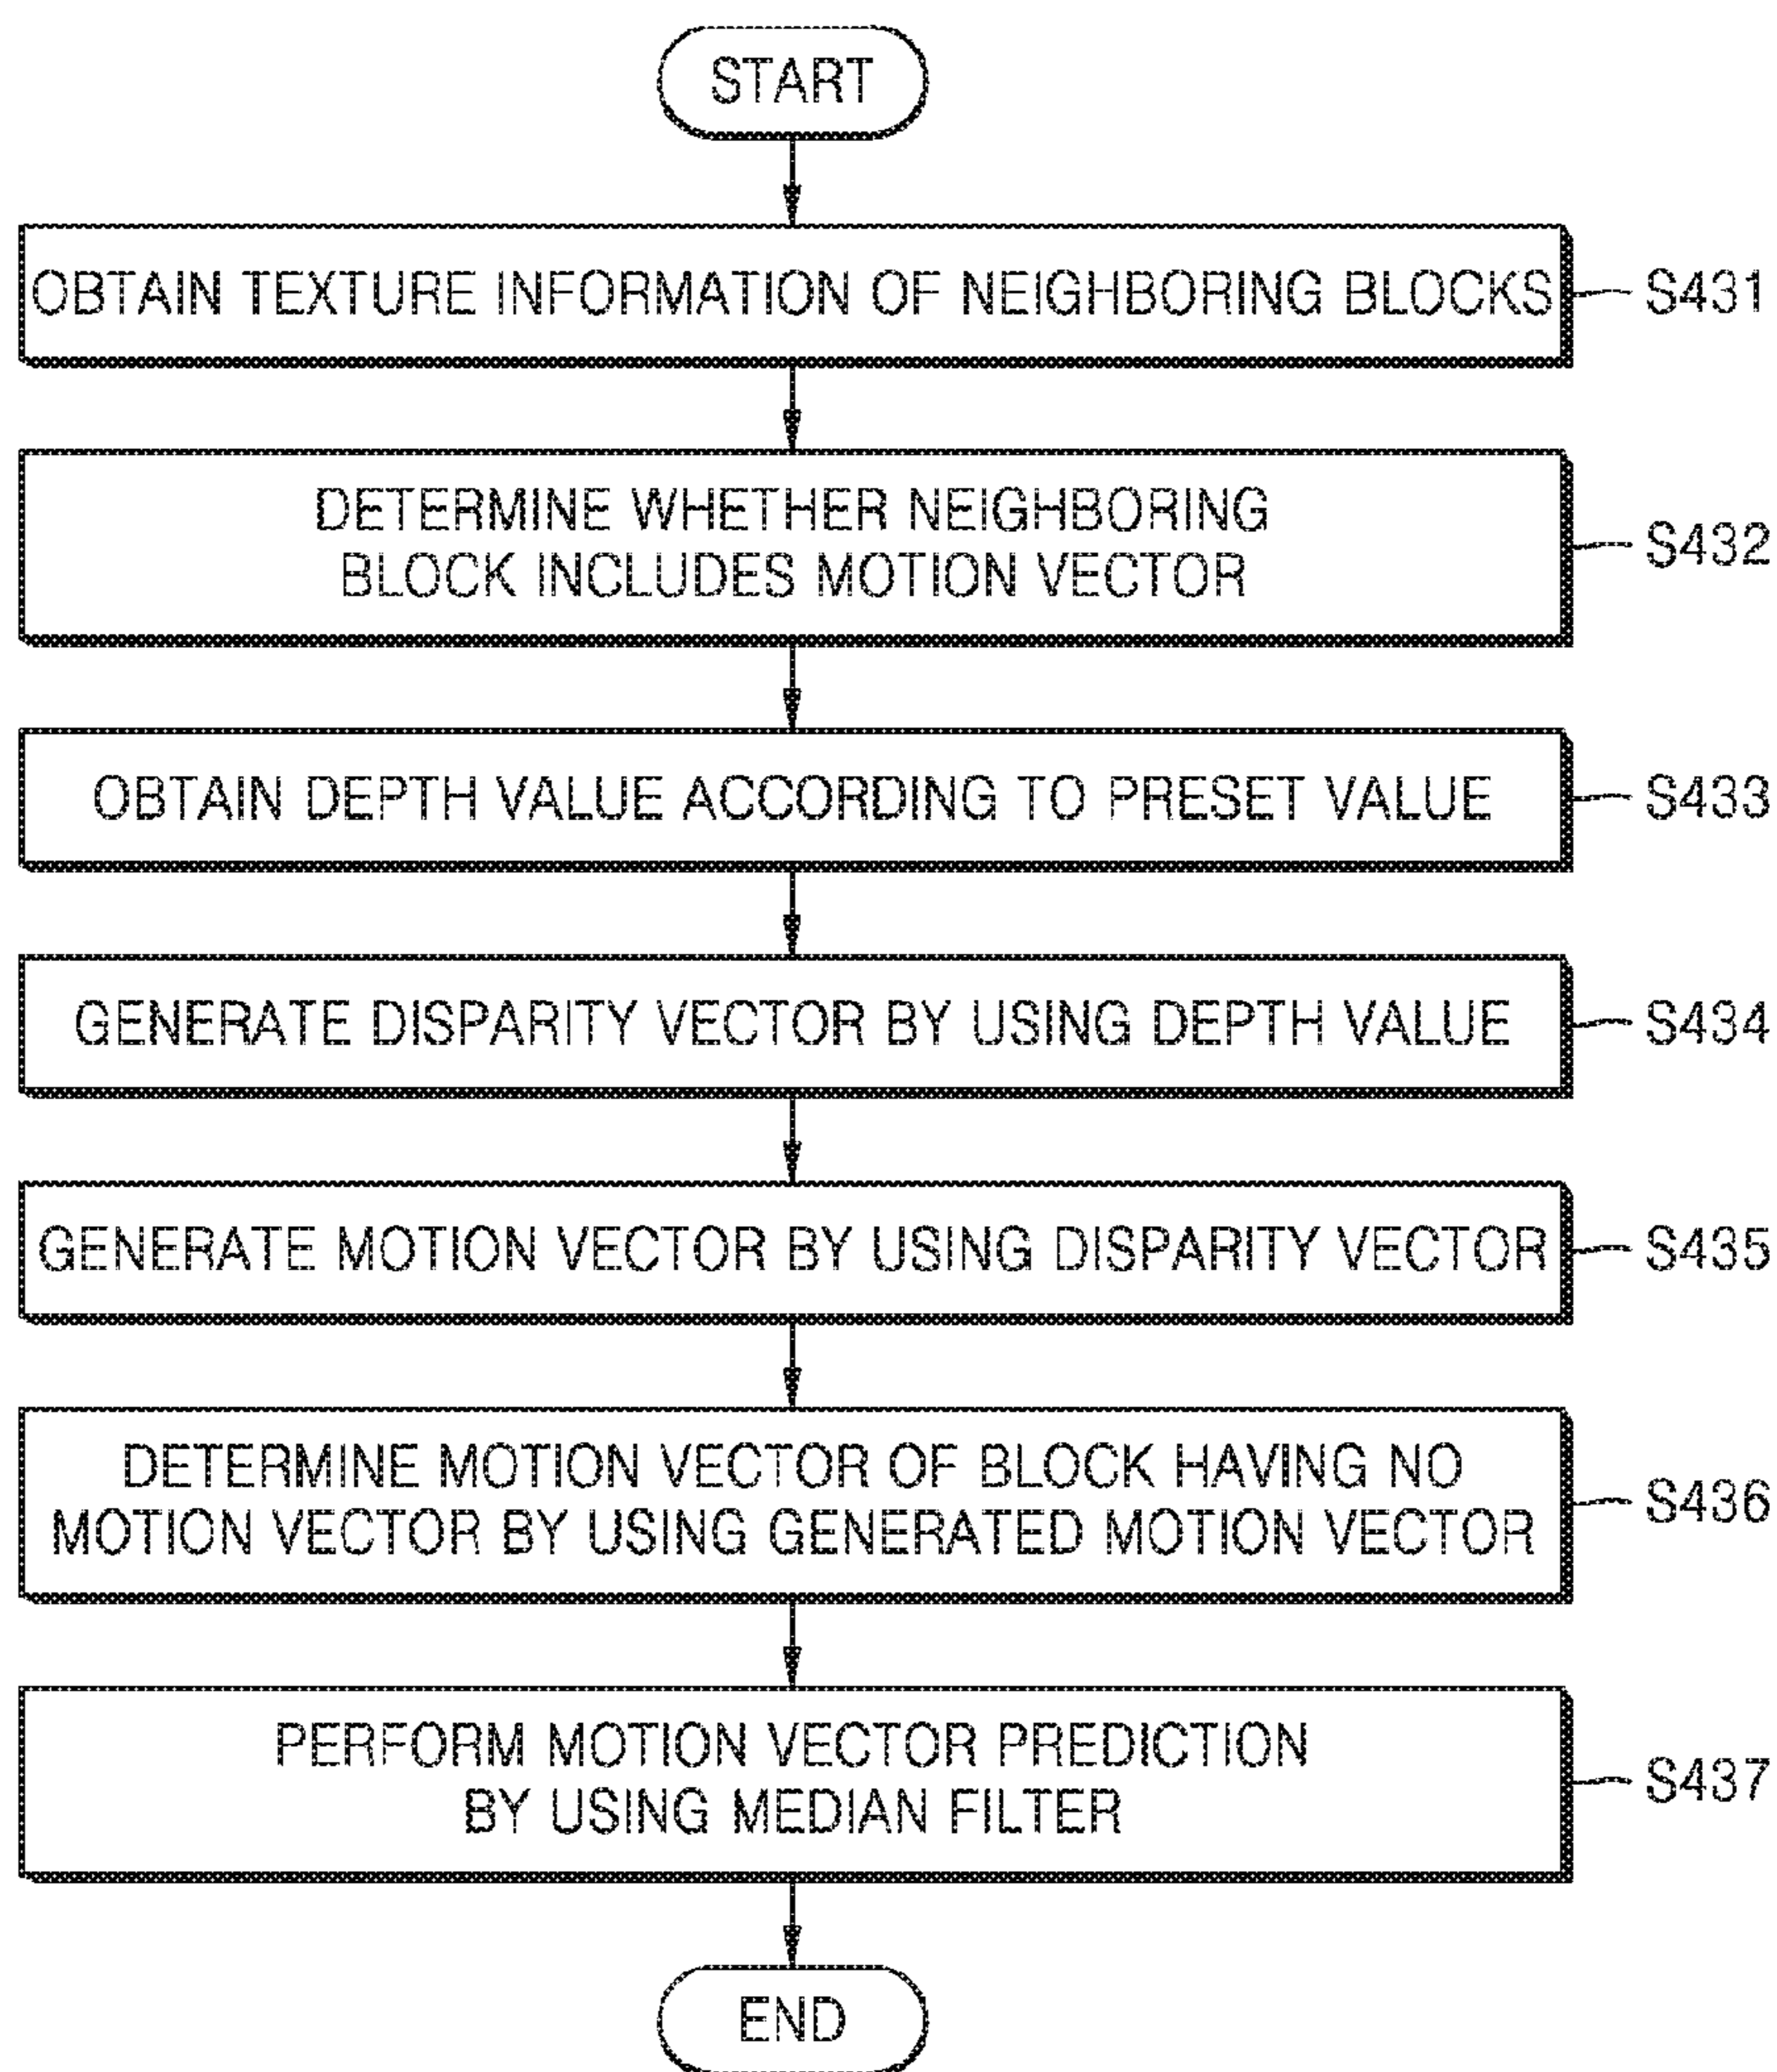 START
OBTAIN TEXTURE INFORMATION OF NEIGHBORING BLOCKS
S431
DETERMINE WHETHER NEIGHBORING
BLOCK INCLUDES MOTION VECTOR
S432
OBTAIN DEPTH VALUE ACCORDING TO PRESET VALUE
S433
GENERATE DISPARITY VECTOR BY USING DEPTH VALUE
S434
GENERATE MOTION VECTOR BY USING DISPARITY VECTOR
S435
DETERMINE MOTION VECTOR OF BLOCK HAVING NO
MOTION VECTOR BY USING GENERATED MOTION VECTOR
S436
PERFORM MOTION VECTOR PREDICTION
BY USING MEDIAN FILTER
S437
END